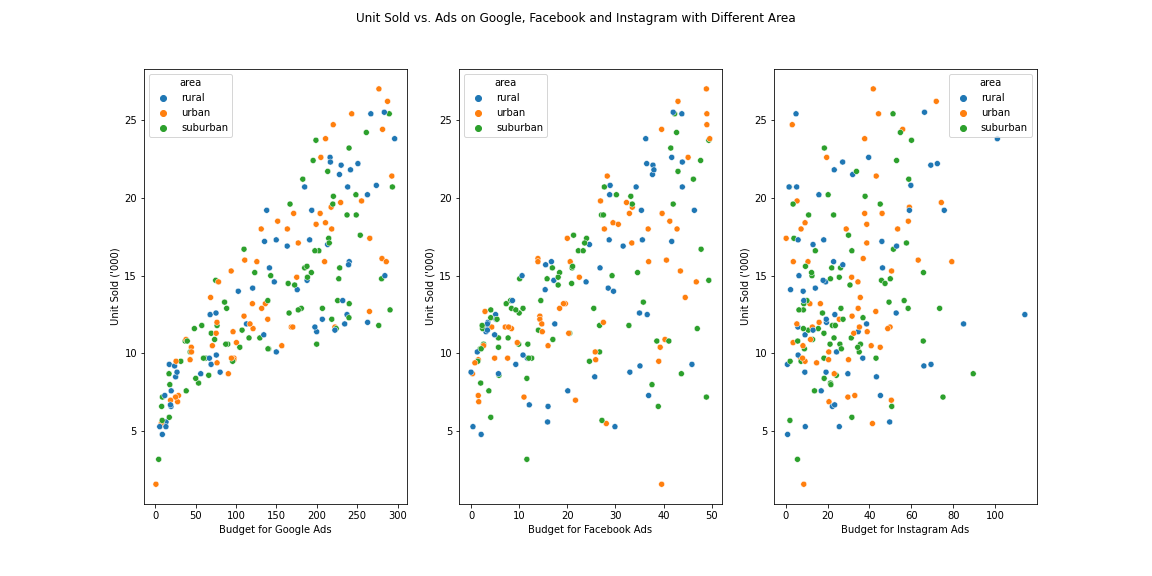 Unit Sold vs. Ads on Google, Facebook and Instagram with Different Area
area
rural
urban
suburban
25
20
15
10
5
Unit Sold ('000)
0 50 100 150 200 250 300
Budget for Google Ads
area
rural
urban
suburban
25
20
15
10
5
Unit Sold ('000)
0 10 20 30 40 50
Budget for Facebook Ads
area
rural
urban
suburban
25
20
15
10
5
Unit Sold ('000)
0 20 40 60 80 100
Budget for Instagram Ads